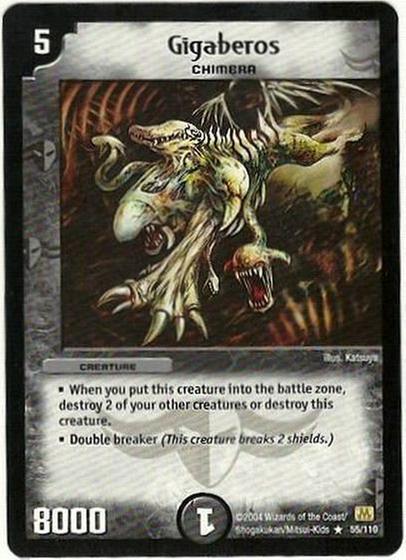 5
Gigaberos
CHIMERA
illus. Katsuya
CREATURE
▪ When you put this creature into the battle zone,
destroy 2 of your other creatures or destroy this
creature.
▪ Double breaker (This creature breaks 2 shields.)
8000
1
©2004 Wizards of the Coast/
Shogakukan/Mitsui-Kids ★ 55/110